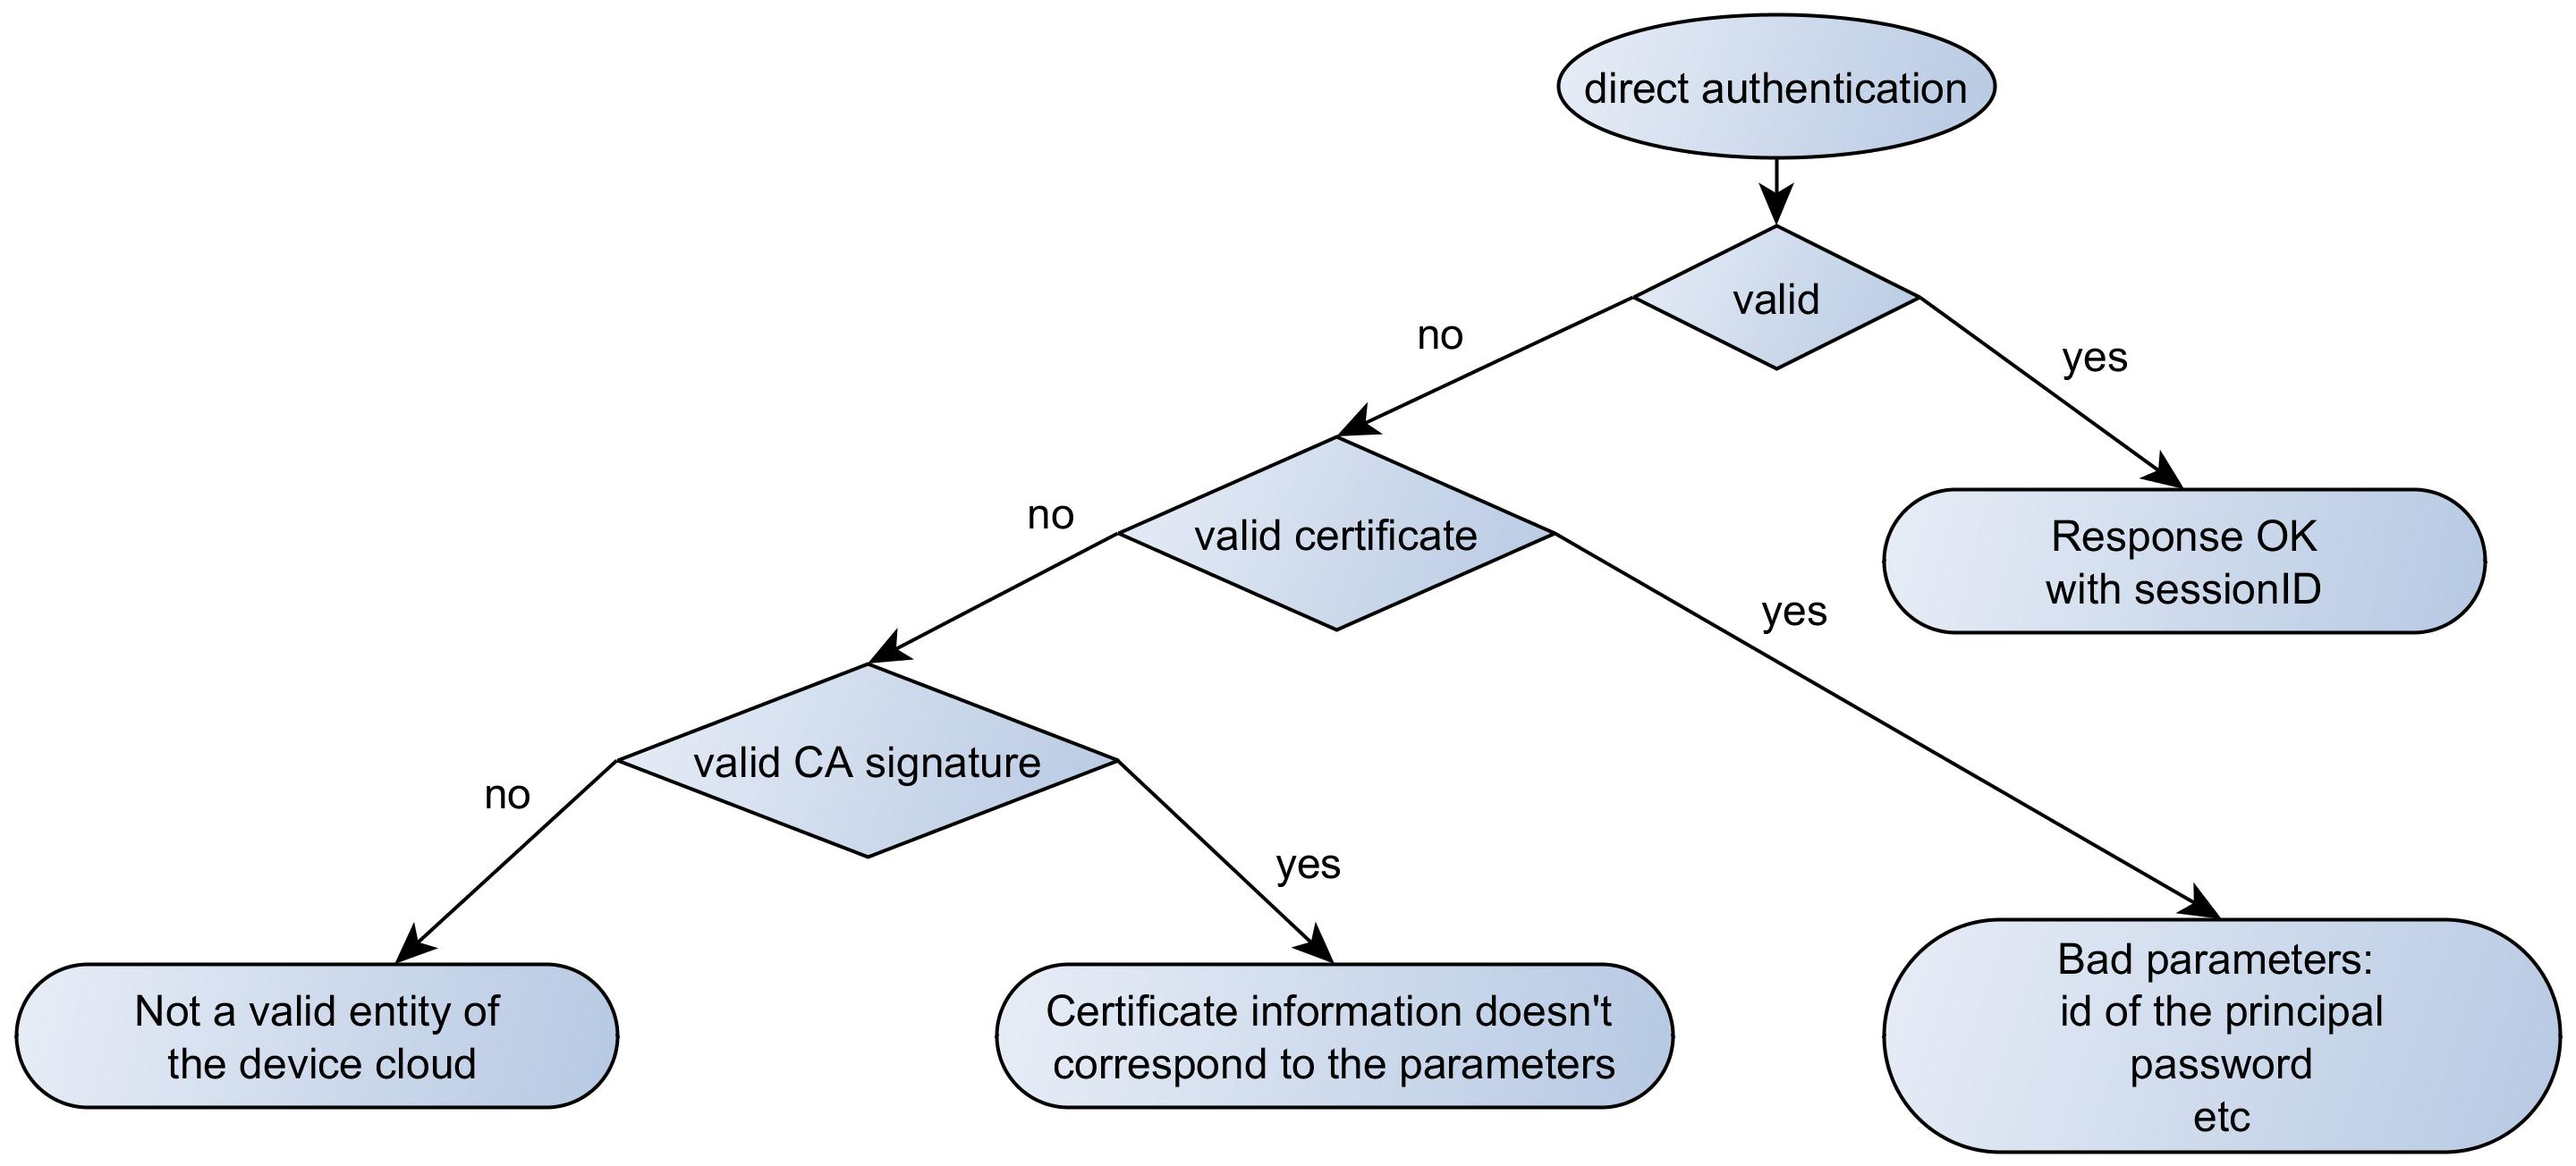 direct authentication
valid
no
yes
valid certificate
no
yes
Response OK
with sessionID
valid CA signature
no
yes
Not a valid entity of
the device cloud
Certificate information doesn't
correspond to the parameters
Bad parameters:
id of the principal
password
etc